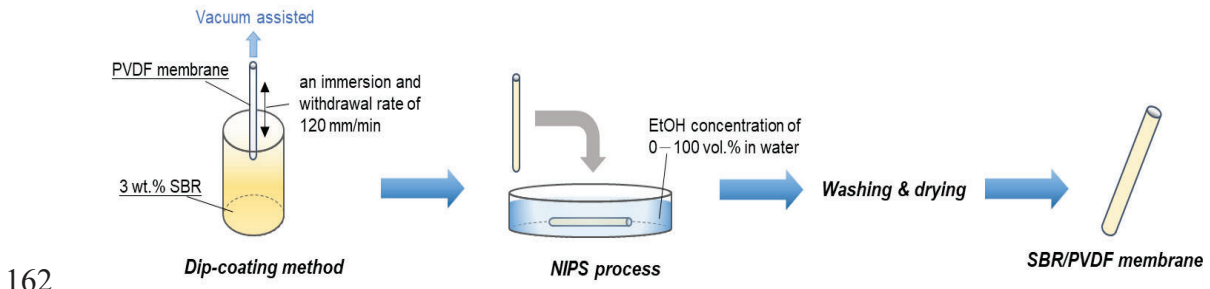 Vacuum assisted
PVDF membrane
an immersion and
withdrawal rate of
120 mm/min
3 wt.% SBR
Dip-coating method
EtOH concentration of
0−100 vol.% in water
NIPS process
Washing & drying
SBR/PVDF membrane
162